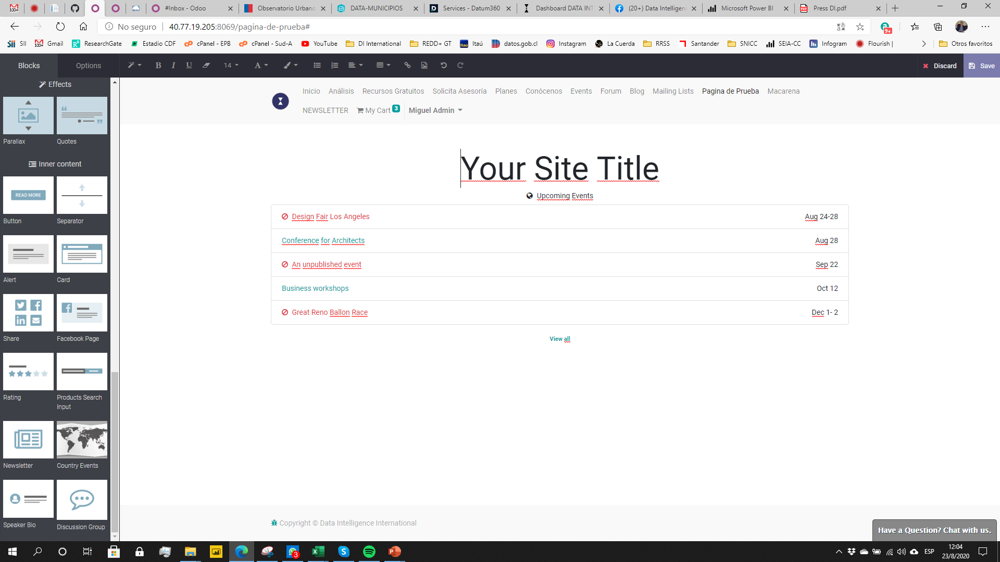 #Inbox - Odoo
Observatorio Urbano
DATA-MUNICIPIOS
Services - Datum360
Dashboard DATA INT
(20+) Data Intelligenc
Microsoft Power BI
Press DI.pdf
No seguro
40.77.19.205:8069/pagina-de-prueba#
9+
SII
Gmail
ResearchGate
Estadio CDF
cPanel - EPB
cPanel - Sud-A
YouTube
DI International
REDD+ GT
Itaú
datos.gob.cl
Instagram
La Cuerda
RRSS
Santander
SNICC
SEIA-CC
Infogram
Flourish |
Otros favoritos
Blocks
Options
14
Discard
Save
Effects
Parallax
Quotes
Inner content
READ MORE
Button
Separator
Alert
Card
Share
Facebook Page
Rating
Products Search
Input
Newsletter
Country Events
Speaker Bio
Discussion Group
Inicio
Análisis
Recursos Gratuitos
Solicita Asesoría
Planes
Conócenos
Events
Forum
Blog
Mailing Lists
Pagina de Prueba
Macarena
NEWSLETTER
My Cart 3
Miguel Admin
Your Site Title
Upcoming Events
Design Fair Los Angeles
Aug 24-28
Conference for Architects
Aug 28
An unpublished event
Sep 22
Business workshops
Oct 12
Great Reno Ballon Race
Dec 1- 2
View all
Copyright © Data Intelligence International
Have a Question? Chat with us.
3
ESP
12:04
23/8/2020